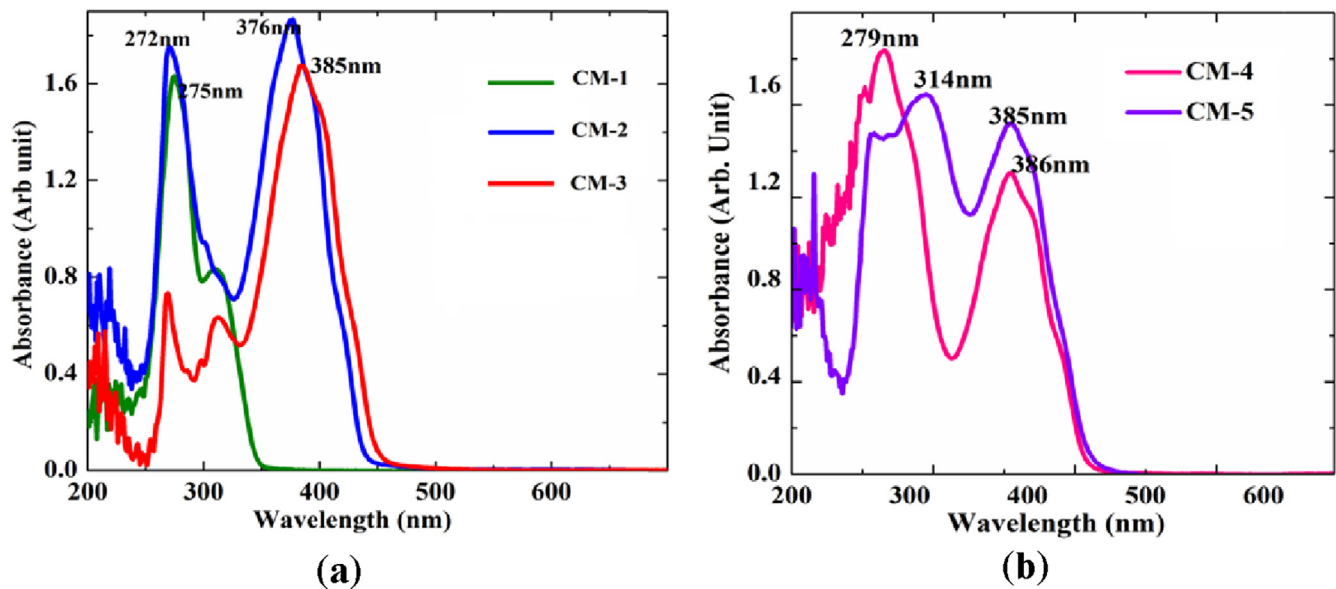 272nm
376nm
385nm
275nm
CM-1
CM-2
CM-3
1.6
1.2
0.8
0.4
0.0
Absorbance (Arb unit)
200
300
400
500
600
Wavelength (nm)
(a)
279nm
314nm
385nm
386nm
CM-4
CM-5
1.6
1.2
0.8
0.4
0.0
Absorbance (Arb. Unit)
200
300
400
500
600
Wavelength (nm)
(b)